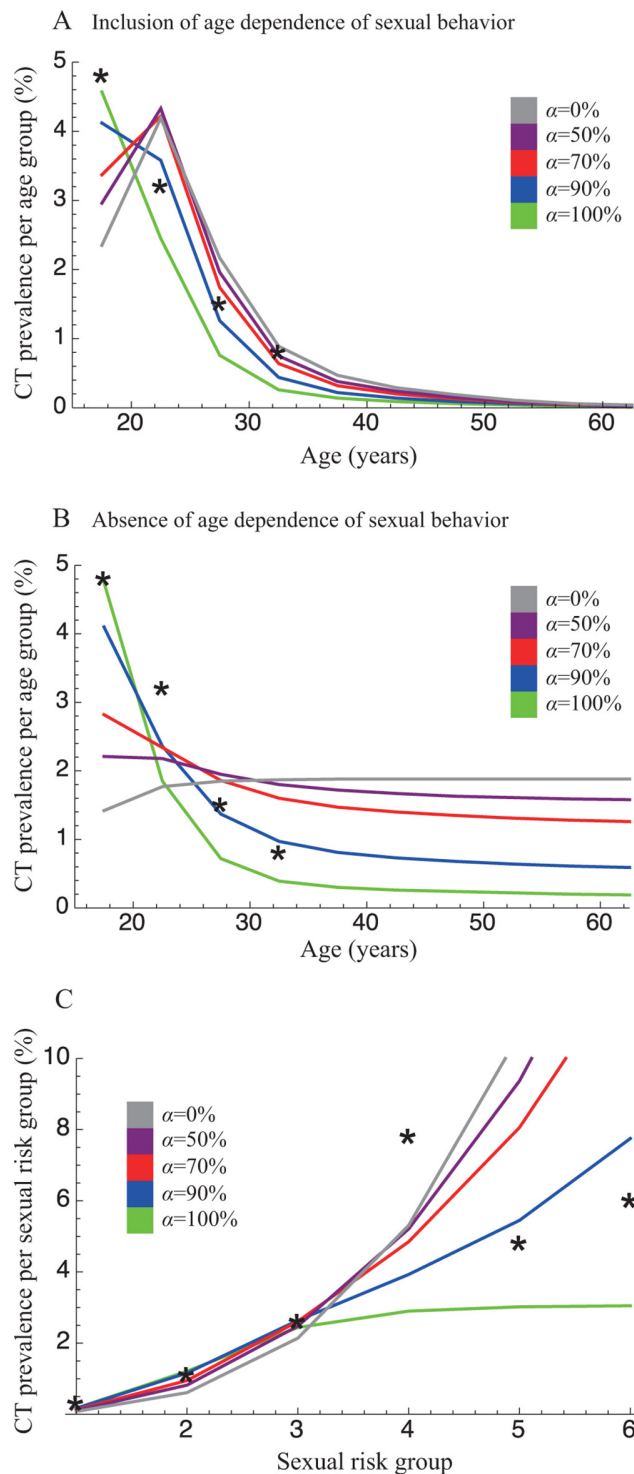 A Inclusion of age dependence of sexual behavior
CT prevalence per age group (%)
5
4
3
2
1
0
α=0%
α=50%
α=70%
α=90%
α=100%
*
*
*
*
20 30 40 50 60
Age (years)
B Absence of age dependence of sexual behavior
CT prevalence per age group (%)
5
4
3
2
1
0
α=0%
α=50%
α=70%
α=90%
α=100%
*
*
*
*
20 30 40 50 60
Age (years)
C
CT prevalence per sexual risk group (%)
10
8
6
4
2
α=0%
α=50%
α=70%
α=90%
α=100%
*
*
*
*
*
*
2 3 4 5 6
Sexual risk group